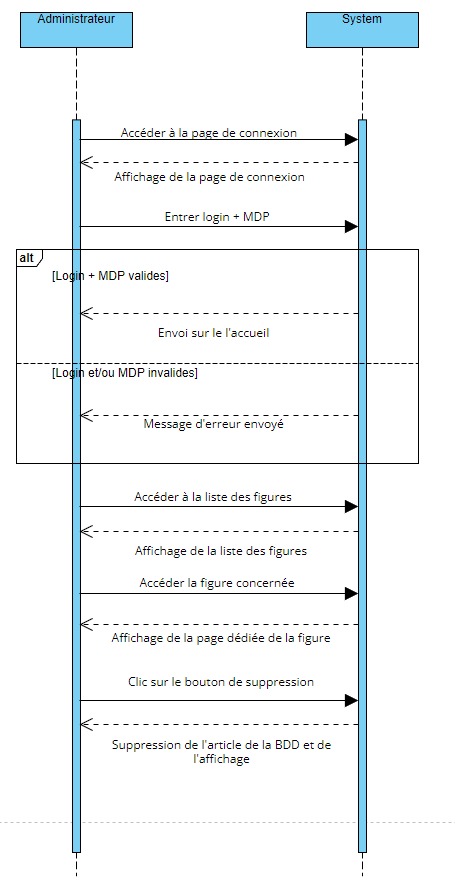 Administrateur
System
Accéder à la page de connexion
Affichage de la page de connexion
Entrer login + MDP
alt
[Login + MDP valides]
Envoi sur le l'accueil
[Login et/ou MDP invalides]
Message d'erreur envoyé
Accéder à la liste des figures
Affichage de la liste des figures
Accéder la figure concernée
Affichage de la page dédiée de la figure
Clic sur le bouton de suppression
Suppression de l'article de la BDD et de
l'affichage